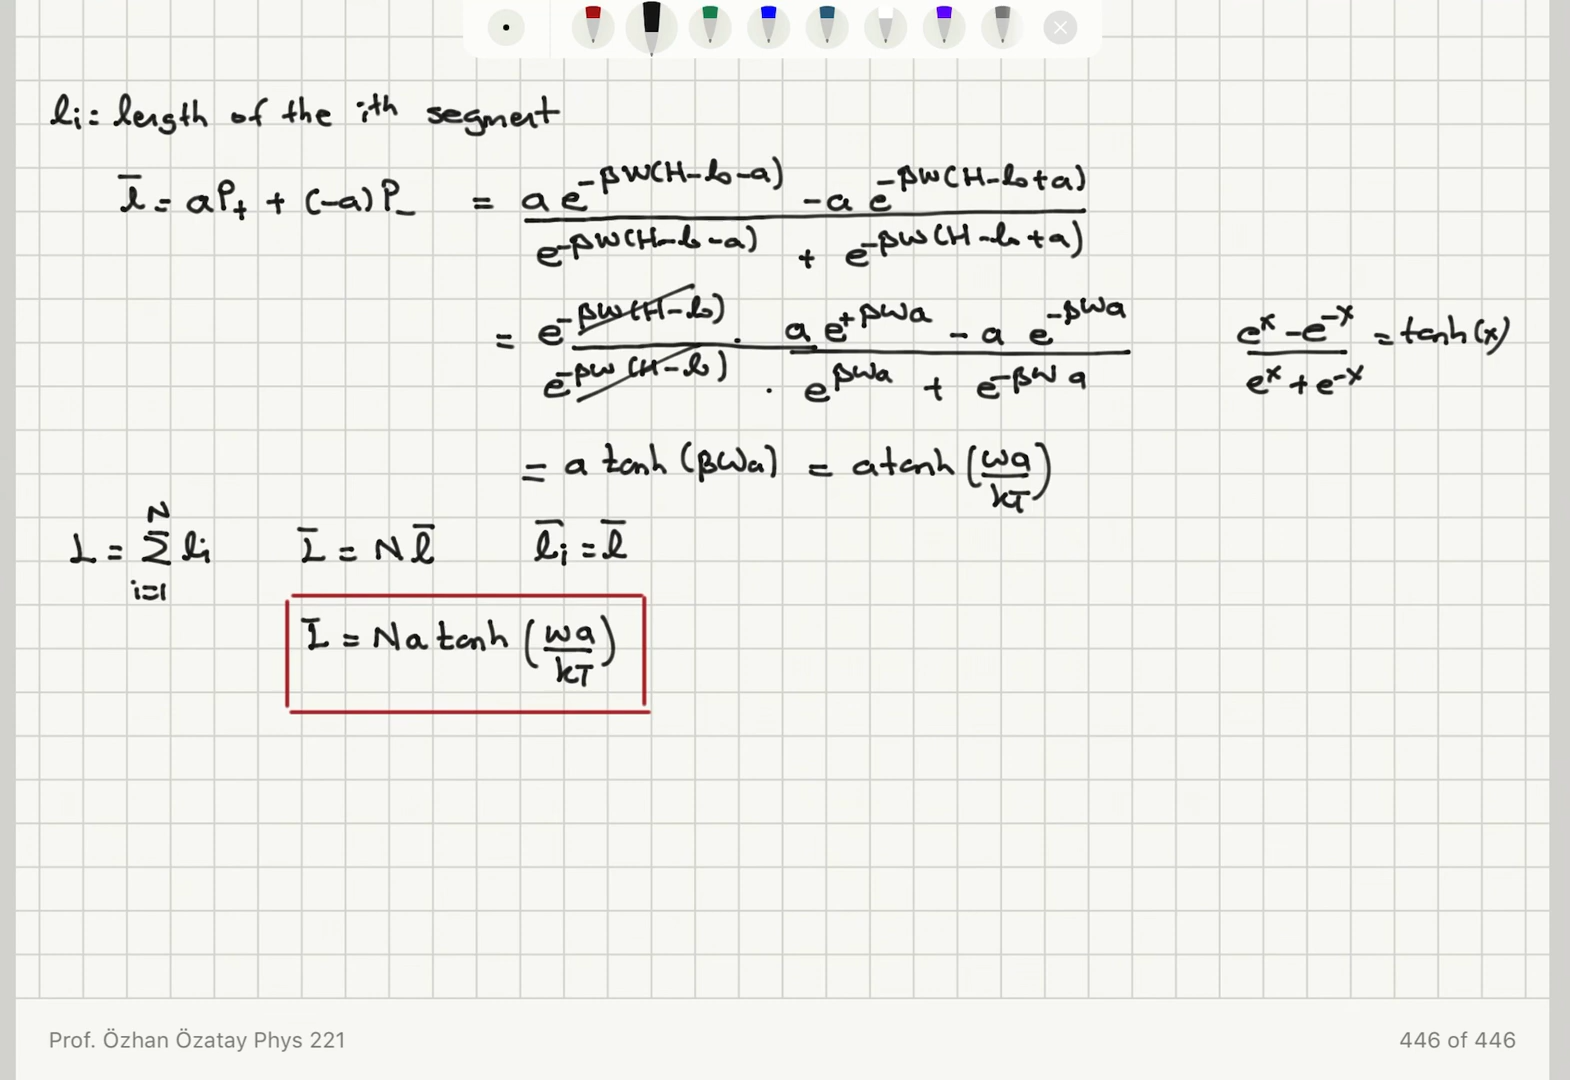 li = length of the ith segment
l̄ = aP₊ + (-a)P₋ = (a e^{-βW(H-l₀-a)} - a e^{-βW(H-l₀+a)}) / (e^{-βW(H-l₀-a)} + e^{-βW(H-l₀+a)})
= (e^{-βW(H-l₀)} · a e^{+βWa} - a e^{-βWa}) / (e^{-βW(H-l₀)} · e^{βWa} + e^{-βWa}) (e^x - e^{-x}) / (e^x + e^{-x}) = tanh(x)
= a tanh (βWa) = a tanh (Wa/kT)
L = Σ_{i=1}^{N} li L̄ = N l̄ l̄i = l̄
L̄ = Na tanh (Wa/kT)
Prof. Özhan Özatay Phys 221
446 of 446